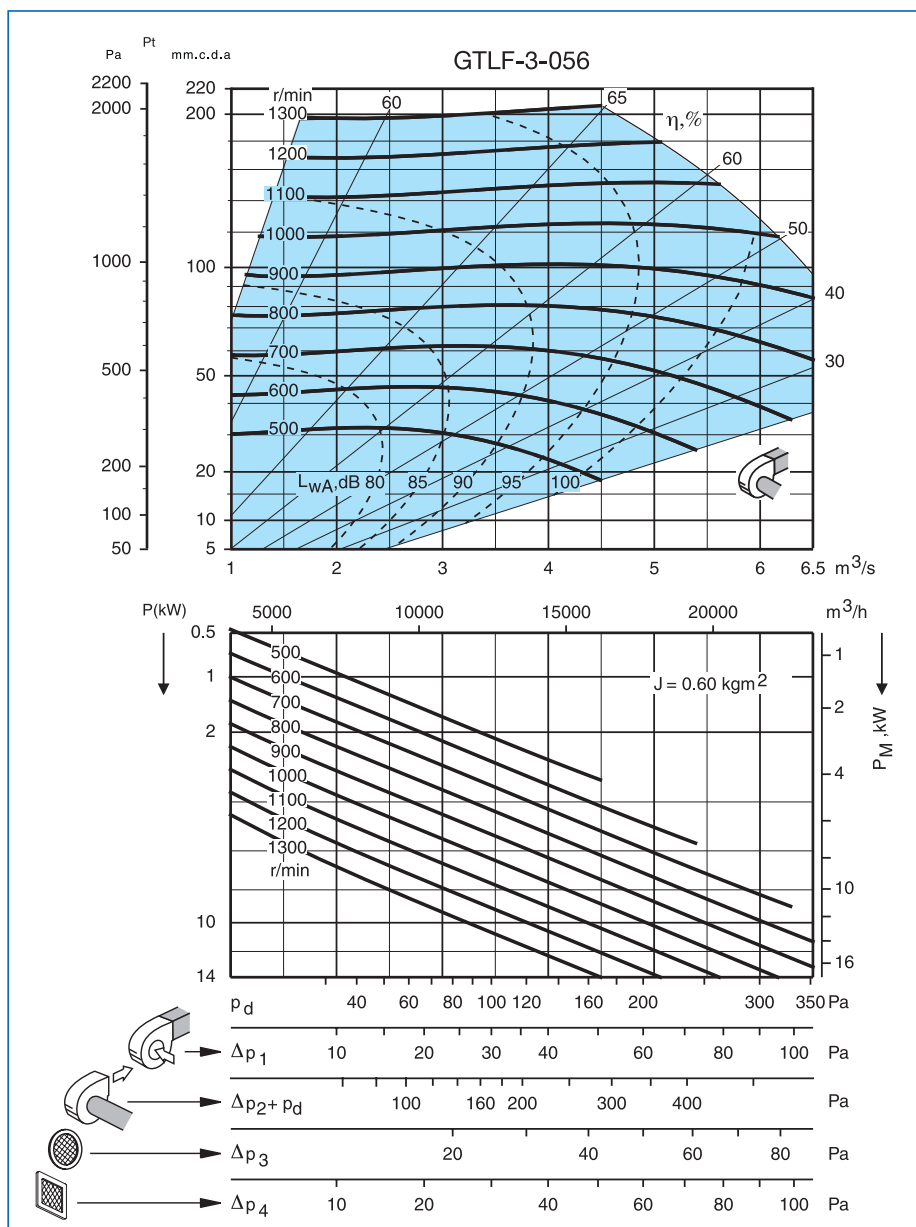 GTLF-3-056
Pa Pt mm.c.d.a
2200 220
2000 200
1000 100
500 50
200 20
100 10
50 5
r/min
1300
1200
1100
1000
900
800
700
600
500
60 65
η,%
60
50
40
30
LwA,dB 80 85 90 95 100
1 2 3 4 5 6 6.5 m³/s
P(kW) 5000 10000 15000 20000 m³/h
0.5
1
2
10
14
500
600
700
800
900
1000
1100
1200
1300
r/min
J = 0.60 kgm²
1
2
4
10
16
PM ,kW
pd 40 60 80 100 120 160 200 300 350 Pa
Δp1 10 20 30 40 60 80 100 Pa
Δp2+ pd 100 160 200 300 400 Pa
Δp3 20 40 60 80 Pa
Δp4 10 20 40 60 70 80 100 Pa